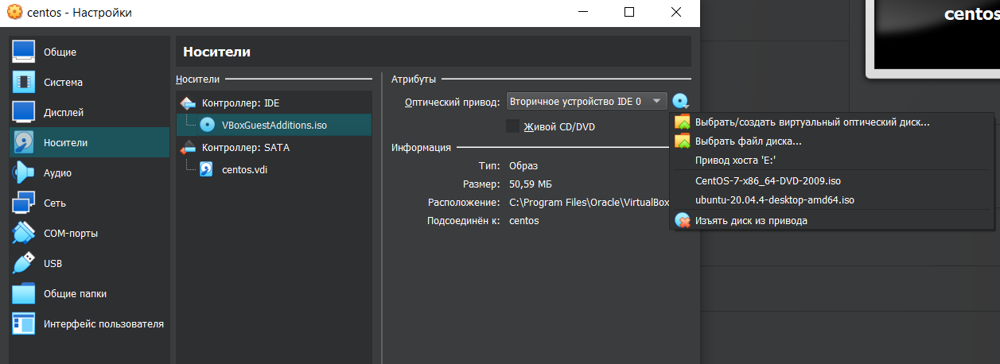 centos - Настройки
centos
Общие
Система
Дисплей
Носители
Аудио
Сеть
COM-порты
USB
Общие папки
Интерфейс пользователя
Носители
Носители
Контроллер: IDE
VBoxGuestAdditions.iso
Контроллер: SATA
centos.vdi
Атрибуты
Оптический привод: Вторичное устройство IDE 0
Живой CD/DVD
Информация
Тип: Образ
Размер: 50,59 МБ
Расположение: C:\Program Files\Oracle\VirtualBox
Подсоединён к: centos
Выбрать/создать виртуальный оптический диск...
Выбрать файл диска...
Привод хоста 'E:'
CentOS-7-x86_64-DVD-2009.iso
ubuntu-20.04.4-desktop-amd64.iso
Изъять диск из привода